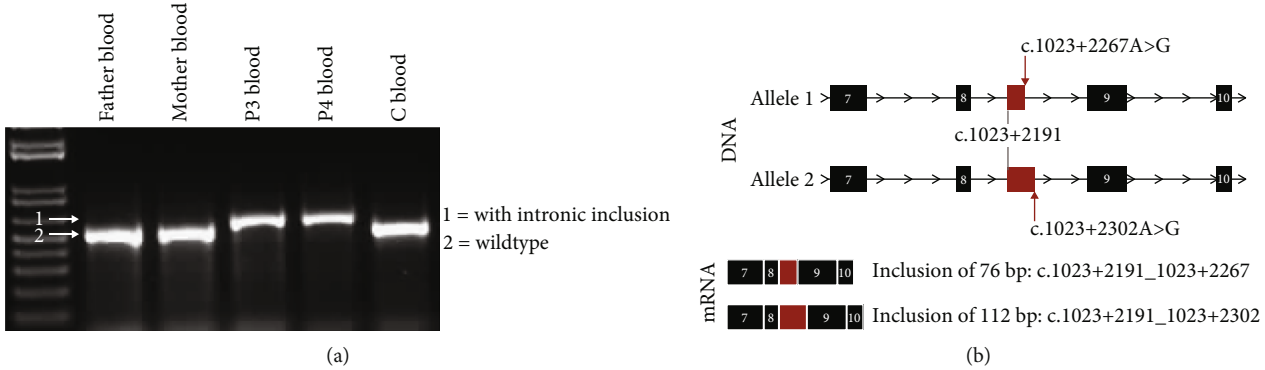 Father blood
Mother blood
P3 blood
P4 blood
C blood
1
2
1 = with intronic inclusion
2 = wildtype
(a)
DNA
c.1023+2267A>G
Allele 1
7
8
9
10
c.1023+2191
Allele 2
7
8
9
10
c.1023+2302A>G
mRNA
7
8
9
10
Inclusion of 76 bp: c.1023+2191_1023+2267
7
8
9
10
Inclusion of 112 bp: c.1023+2191_1023+2302
(b)